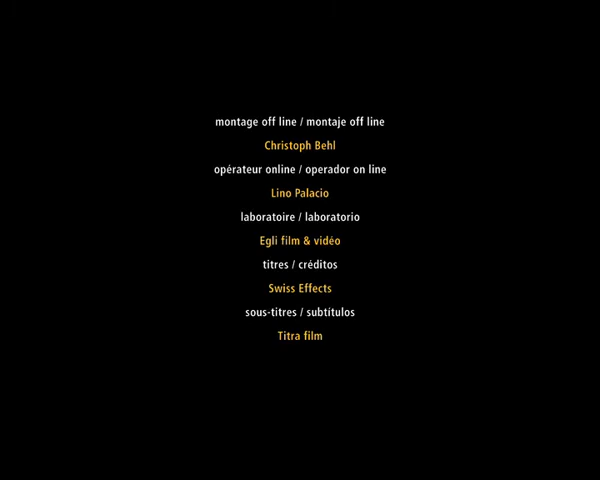 montage off line / montaje off line
Christoph Behl
opérateur online / operador on line
Lino Palacio
laboratoire / laboratorio
Egli film & vidéo
titres / créditos
Swiss Effects
sous-titres / subtítulos
Titra film